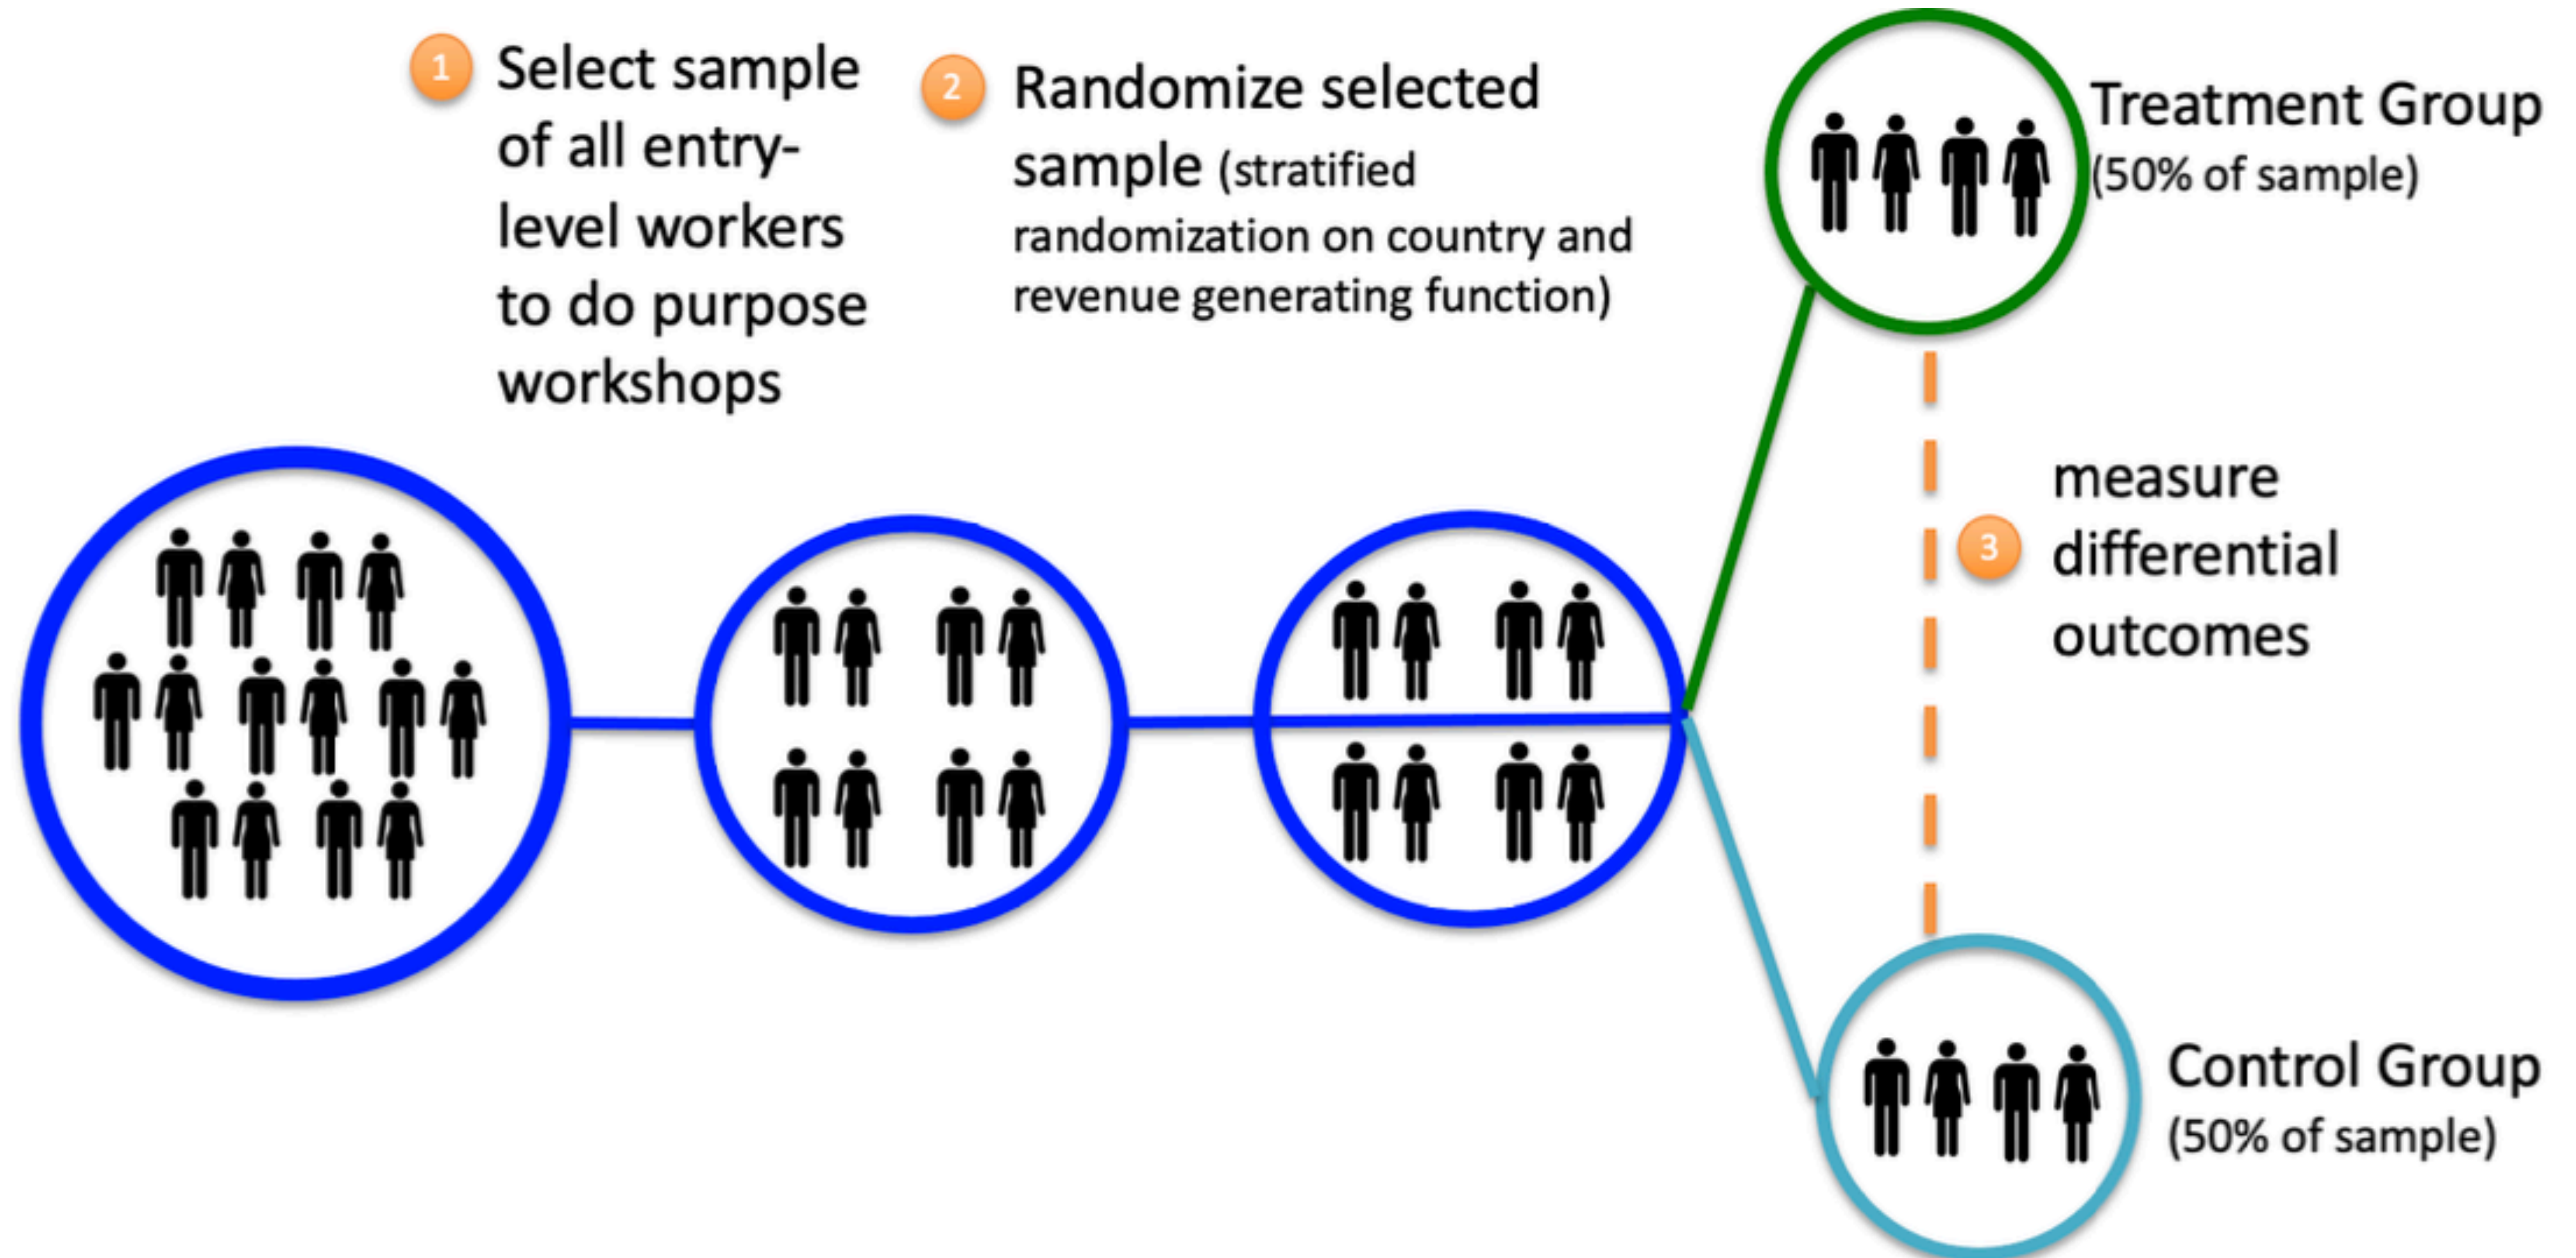 1
Select sample
of all entry-
level workers
to do purpose
workshops
2
Randomize selected
sample (stratified
randomization on country and
revenue generating function)
Treatment Group
(50% of sample)
3
measure
differential
outcomes
Control Group
(50% of sample)